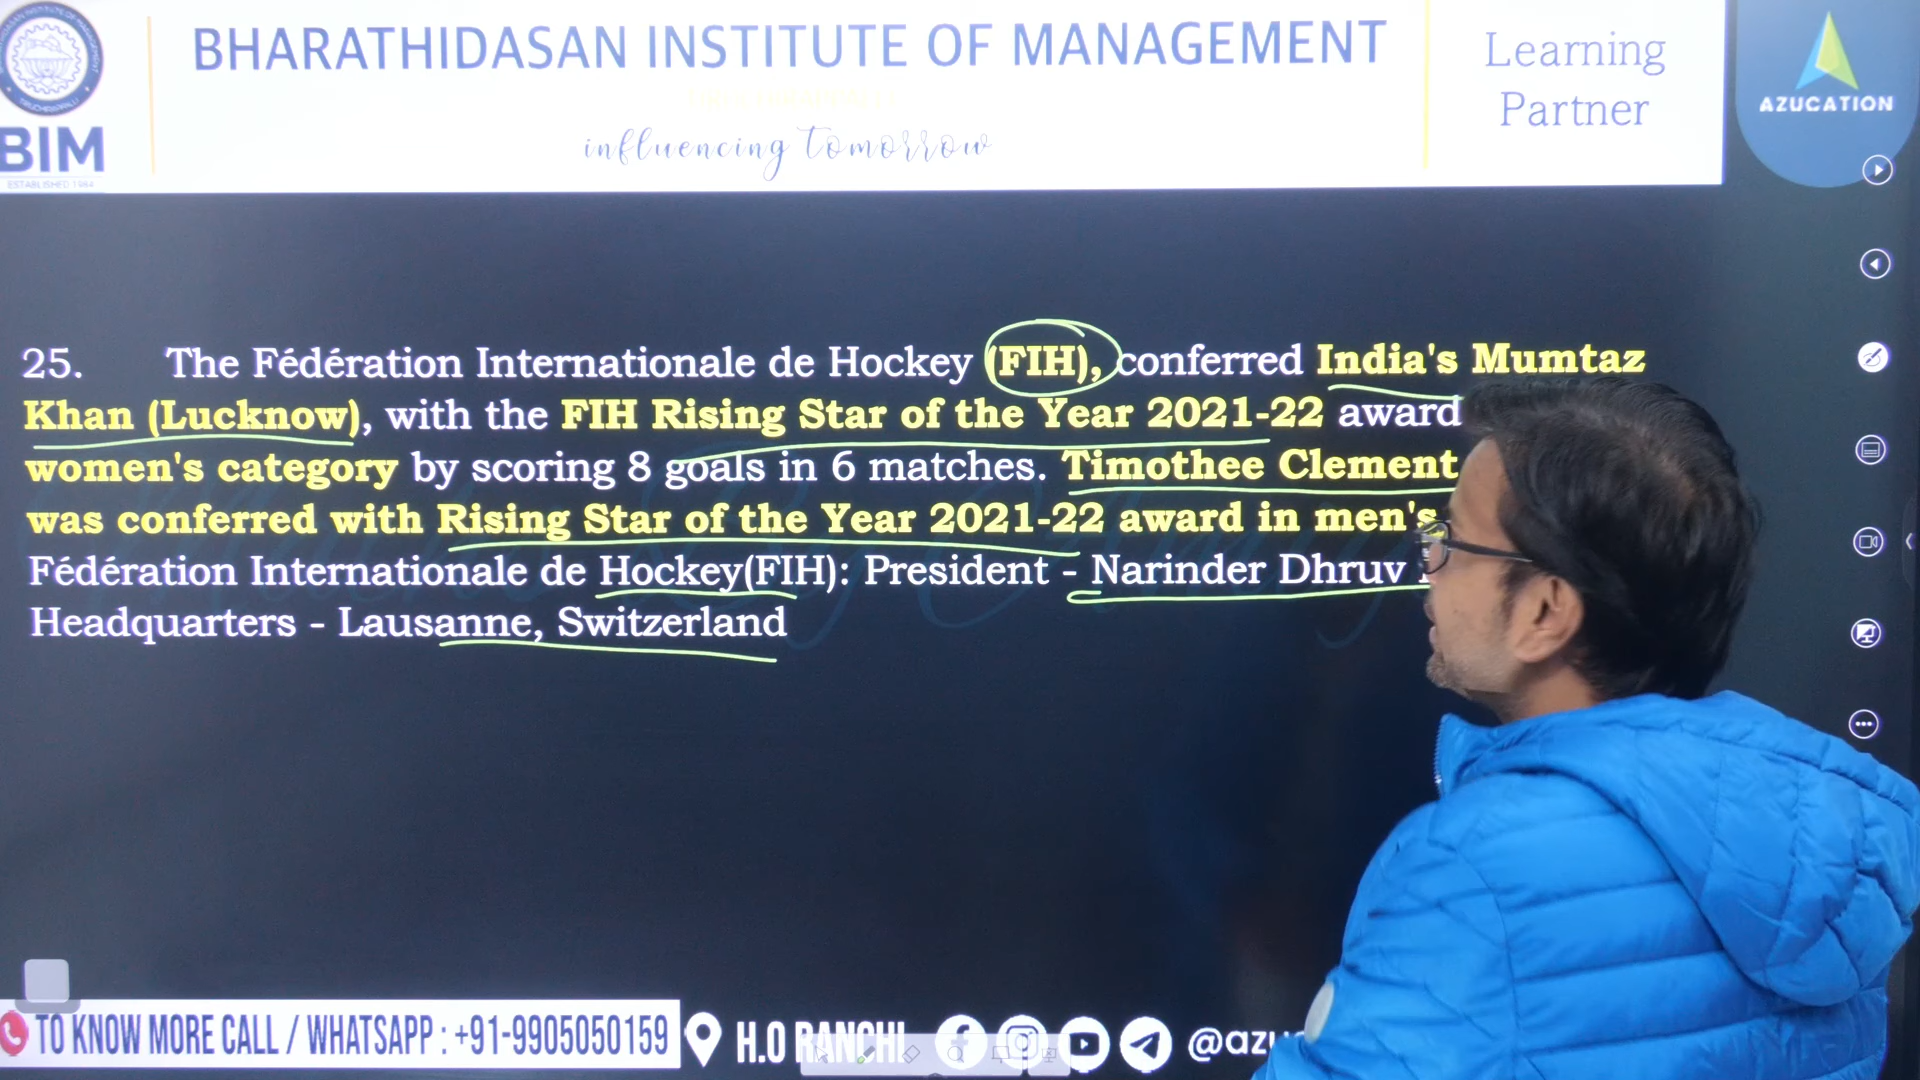 BHARATHIDASAN INSTITUTE OF MANAGEMENT
influencing tomorrow
Learning
Partner
AZUCATION
BIM
ESTABLISHED 1984
25. The Fédération Internationale de Hockey (FIH), conferred India's Mumtaz
Khan (Lucknow), with the FIH Rising Star of the Year 2021-22 award
women's category by scoring 8 goals in 6 matches. Timothee Clement
was conferred with Rising Star of the Year 2021-22 award in men's
Fédération Internationale de Hockey(FIH): President - Narinder Dhruv
Headquarters - Lausanne, Switzerland
TO KNOW MORE CALL / WHATSAPP : +91-9905050159
H.O RANCHI